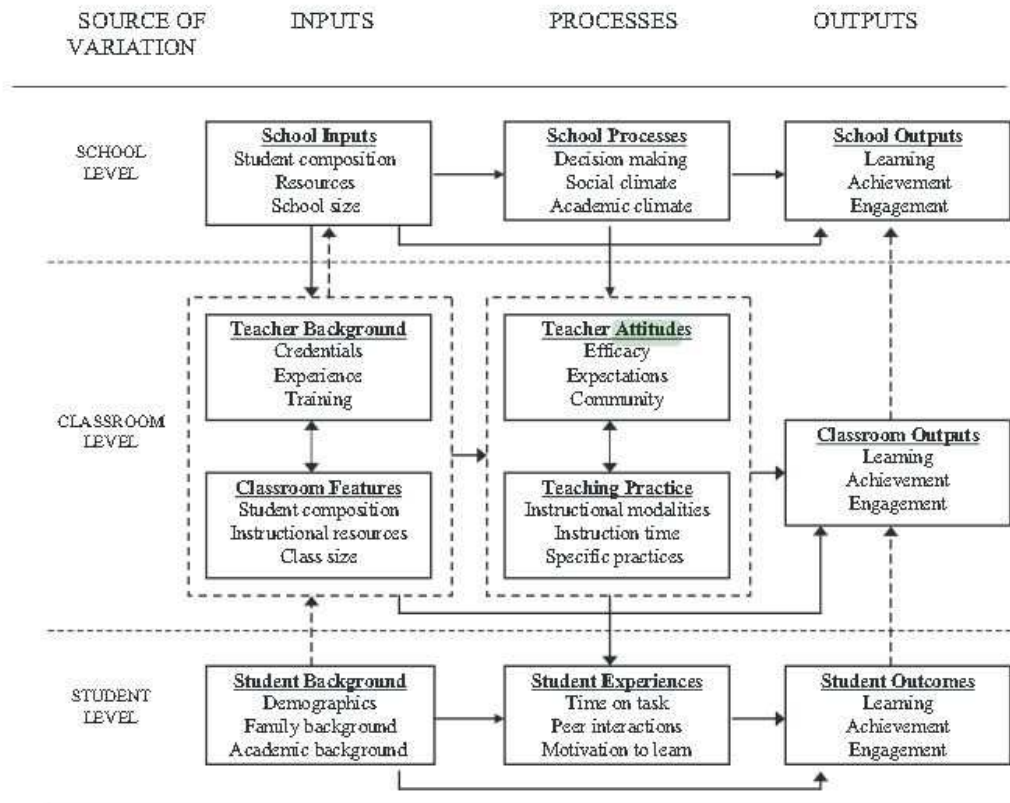 SOURCE OF VARIATION
INPUTS
PROCESSES
OUTPUTS
SCHOOL
LEVEL
School Inputs
Student composition
Resources
School size
School Processes
Decision making
Social climate
Academic climate
School Outputs
Learning
Achievement
Engagement
CLASSROOM
LEVEL
Teacher Background
Credentials
Experience
Training
Classroom Features
Student composition
Instructional resources
Class size
Teacher Attitudes
Efficacy
Expectations
Community
Teaching Practice
Instructional modalities
Instruction time
Specific practices
Classroom Outputs
Learning
Achievement
Engagement
STUDENT
LEVEL
Student Background
Demographics
Family background
Academic background
Student Experiences
Time on task
Peer interactions
Motivation to learn
Student Outcomes
Learning
Achievement
Engagement